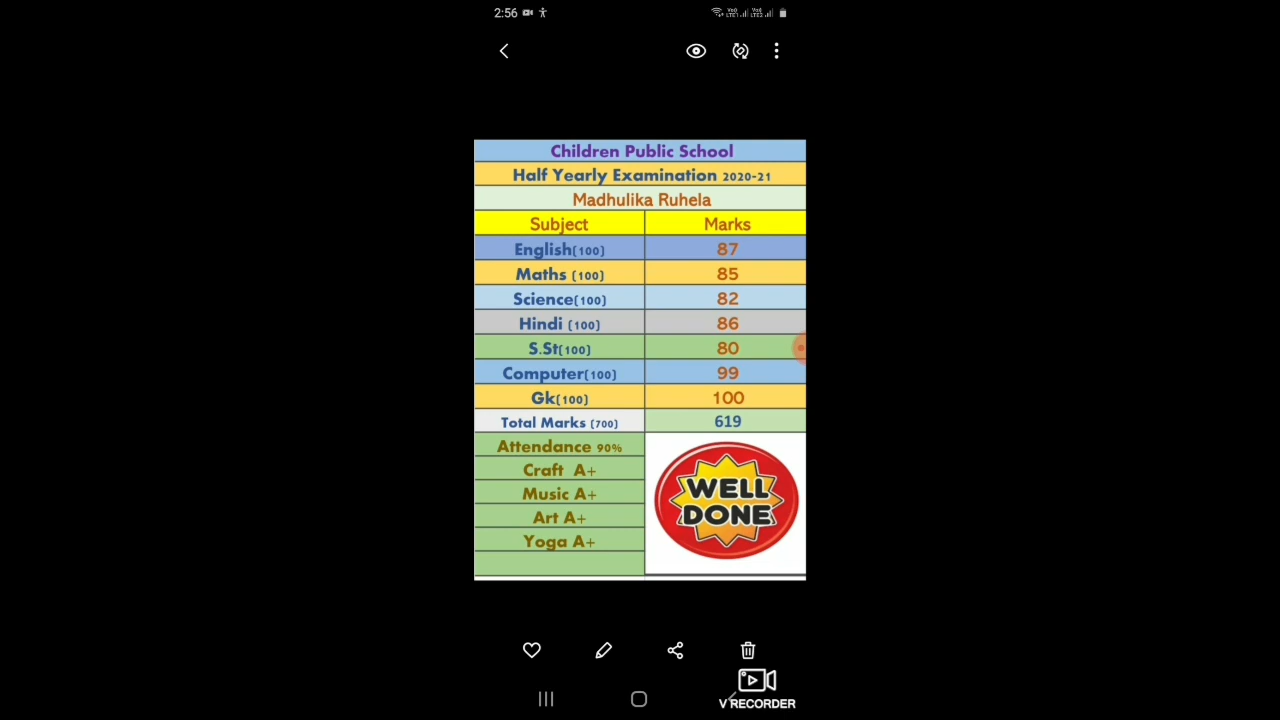 2:56
Children Public School
Half Yearly Examination 2020-21
Madhulika Ruhela
Subject Marks
English(100) 87
Maths (100) 85
Science(100) 82
Hindi (100) 86
S.St(100) 80
Computer(100) 99
Gk(100) 100
Total Marks (700) 619
Attendance 90%
Craft A+
Music A+
Art A+
Yoga A+
WELL
DONE
V RECORDER